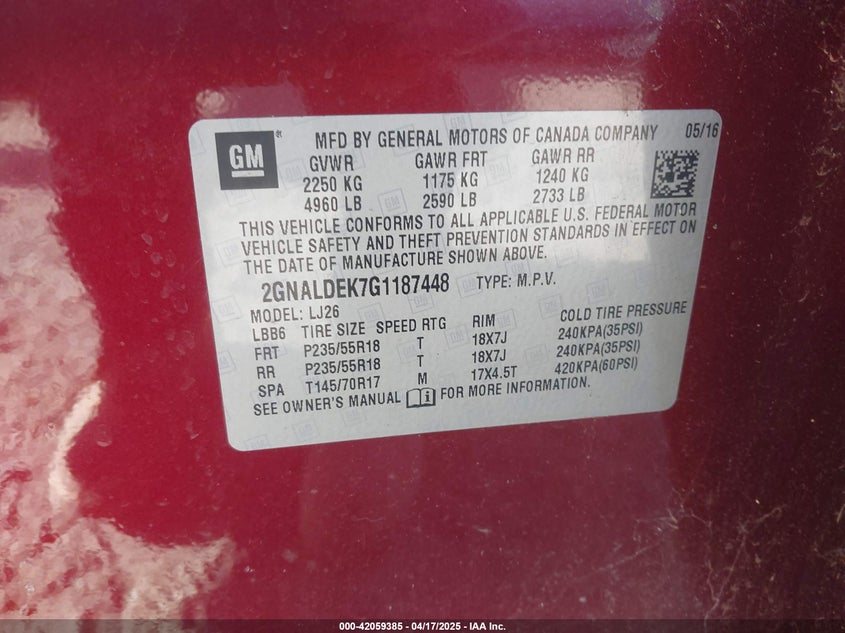 GM ® MFD BY GENERAL MOTORS OF CANADA COMPANY 05/16
GVWR GAWR FRT GAWR RR
2250 KG 1175 KG 1240 KG
4960 LB 2590 LB 2733 LB
THIS VEHICLE CONFORMS TO ALL APPLICABLE U.S. FEDERAL MOTOR
VEHICLE SAFETY AND THEFT PREVENTION STANDARDS IN EFFECT ON
THE DATE OF MANUFACTURE SHOWN ABOVE.
2GNALDEK7G1187448 TYPE: M.P.V.
MODEL: LJ26
LBB6 TIRE SIZE SPEED RTG RIM COLD TIRE PRESSURE
FRT P235/55R18 T 18X7J 240KPA(35PSI)
RR P235/55R18 T 18X7J 240KPA(35PSI)
SPA T145/70R17 M 17X4.5T 420KPA(60PSI)
SEE OWNER'S MANUAL FOR MORE INFORMATION.
000-42059385 - 04/17/2025 - IAA Inc.